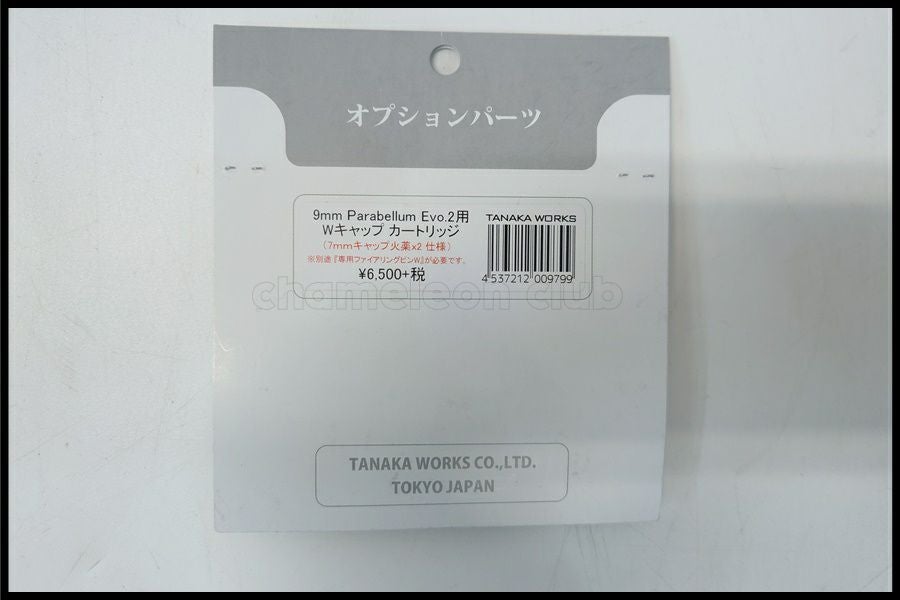 オプションパーツ
9mm Parabellum Evo.2用
Wキャップ カートリッジ
(7mmキャップ火薬x2 仕様)
※別途『専用ファイアリングピンW』が必要です。
¥6,500+税
TANAKA WORKS
4 537212 009799
chameleon club
TANAKA WORKS CO.,LTD.
TOKYO JAPAN